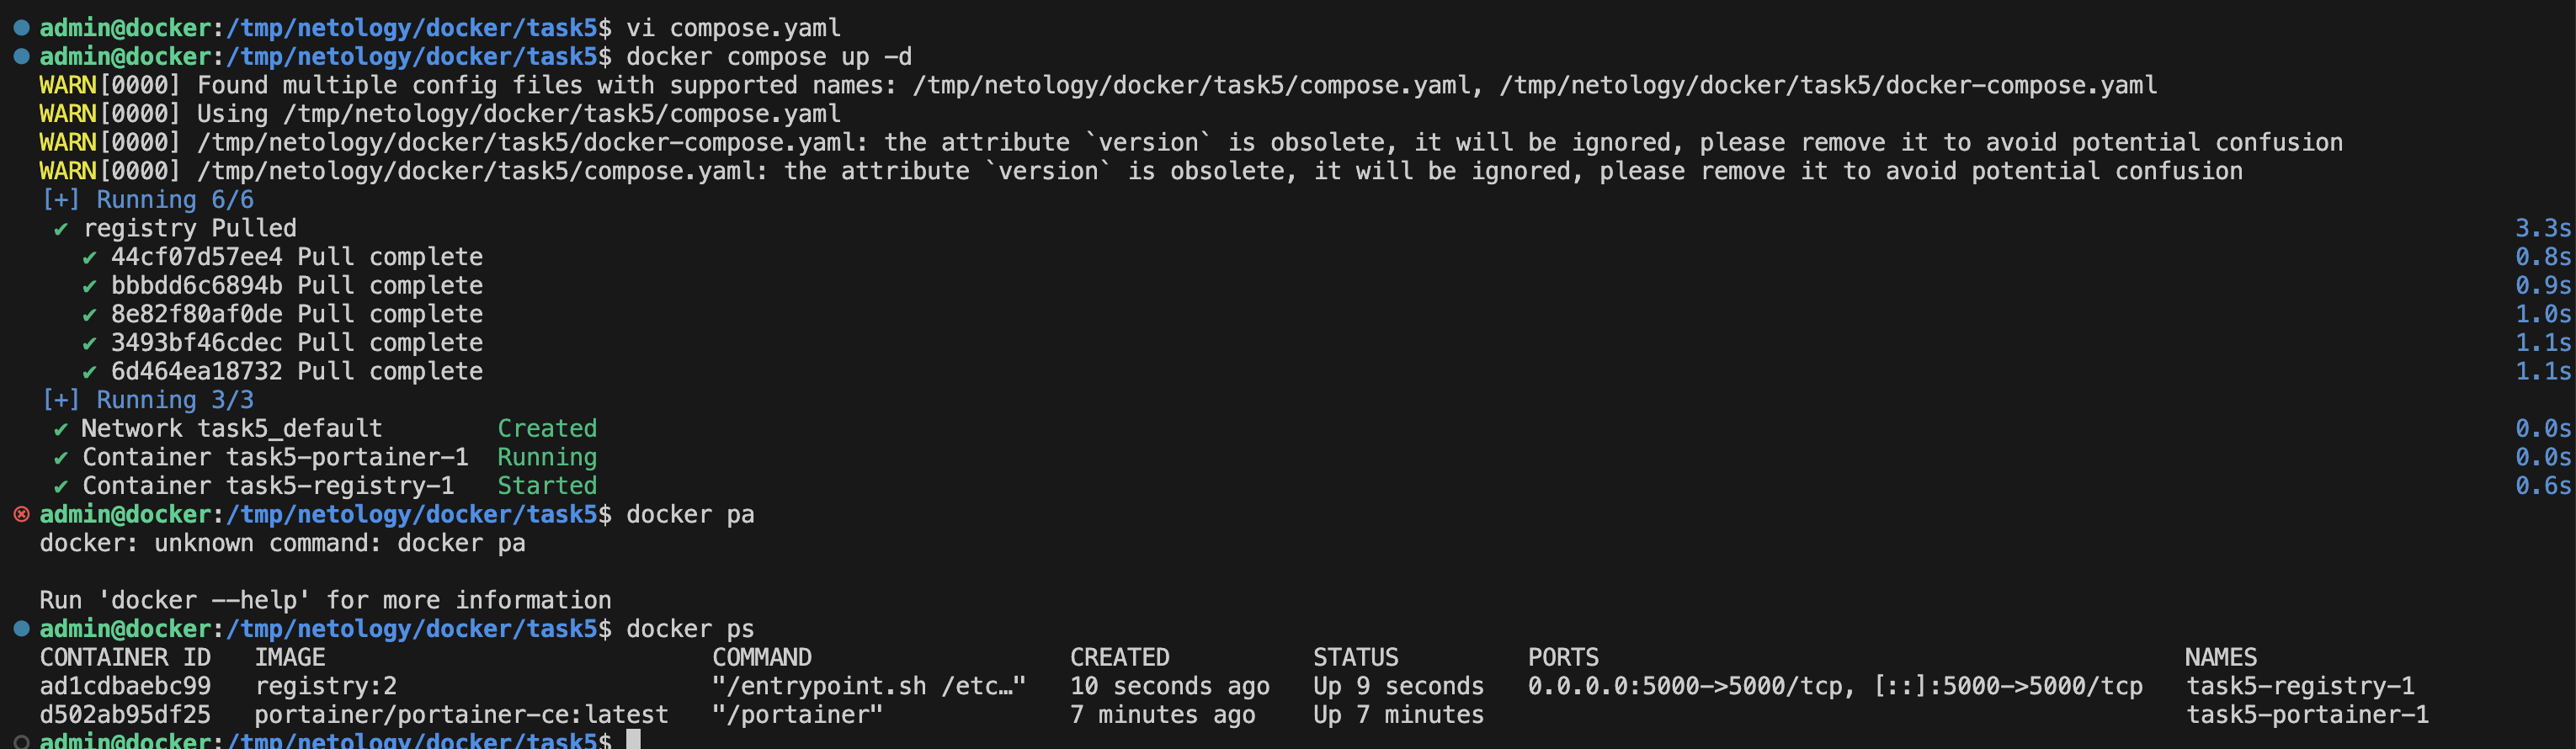 admin@docker:/tmp/netology/docker/task5$ vi compose.yaml
admin@docker:/tmp/netology/docker/task5$ docker compose up -d
WARN[0000] Found multiple config files with supported names: /tmp/netology/docker/task5/compose.yaml, /tmp/netology/docker/task5/docker-compose.yaml
WARN[0000] Using /tmp/netology/docker/task5/compose.yaml
WARN[0000] /tmp/netology/docker/task5/docker-compose.yaml: the attribute `version` is obsolete, it will be ignored, please remove it to avoid potential confusion
WARN[0000] /tmp/netology/docker/task5/compose.yaml: the attribute `version` is obsolete, it will be ignored, please remove it to avoid potential confusion
[+] Running 6/6
✔ registry Pulled 3.3s
✔ 44cf07d57ee4 Pull complete 0.8s
✔ bbbdd6c6894b Pull complete 0.9s
✔ 8e82f80af0de Pull complete 1.0s
✔ 3493bf46cdec Pull complete 1.1s
✔ 6d464ea18732 Pull complete 1.1s
[+] Running 3/3
✔ Network task5_default Created 0.0s
✔ Container task5-portainer-1 Running 0.0s
✔ Container task5-registry-1 Started 0.6s
admin@docker:/tmp/netology/docker/task5$ docker pa
docker: unknown command: docker pa
Run 'docker --help' for more information
admin@docker:/tmp/netology/docker/task5$ docker ps
CONTAINER ID IMAGE COMMAND CREATED STATUS PORTS NAMES
ad1cdbaebc99 registry:2 "/entrypoint.sh /etc…" 10 seconds ago Up 9 seconds 0.0.0.0:5000->5000/tcp, [::]:5000->5000/tcp task5-registry-1
d502ab95df25 portainer/portainer-ce:latest "/portainer" 7 minutes ago Up 7 minutes task5-portainer-1
admin@docker:/tmp/netology/docker/task5$